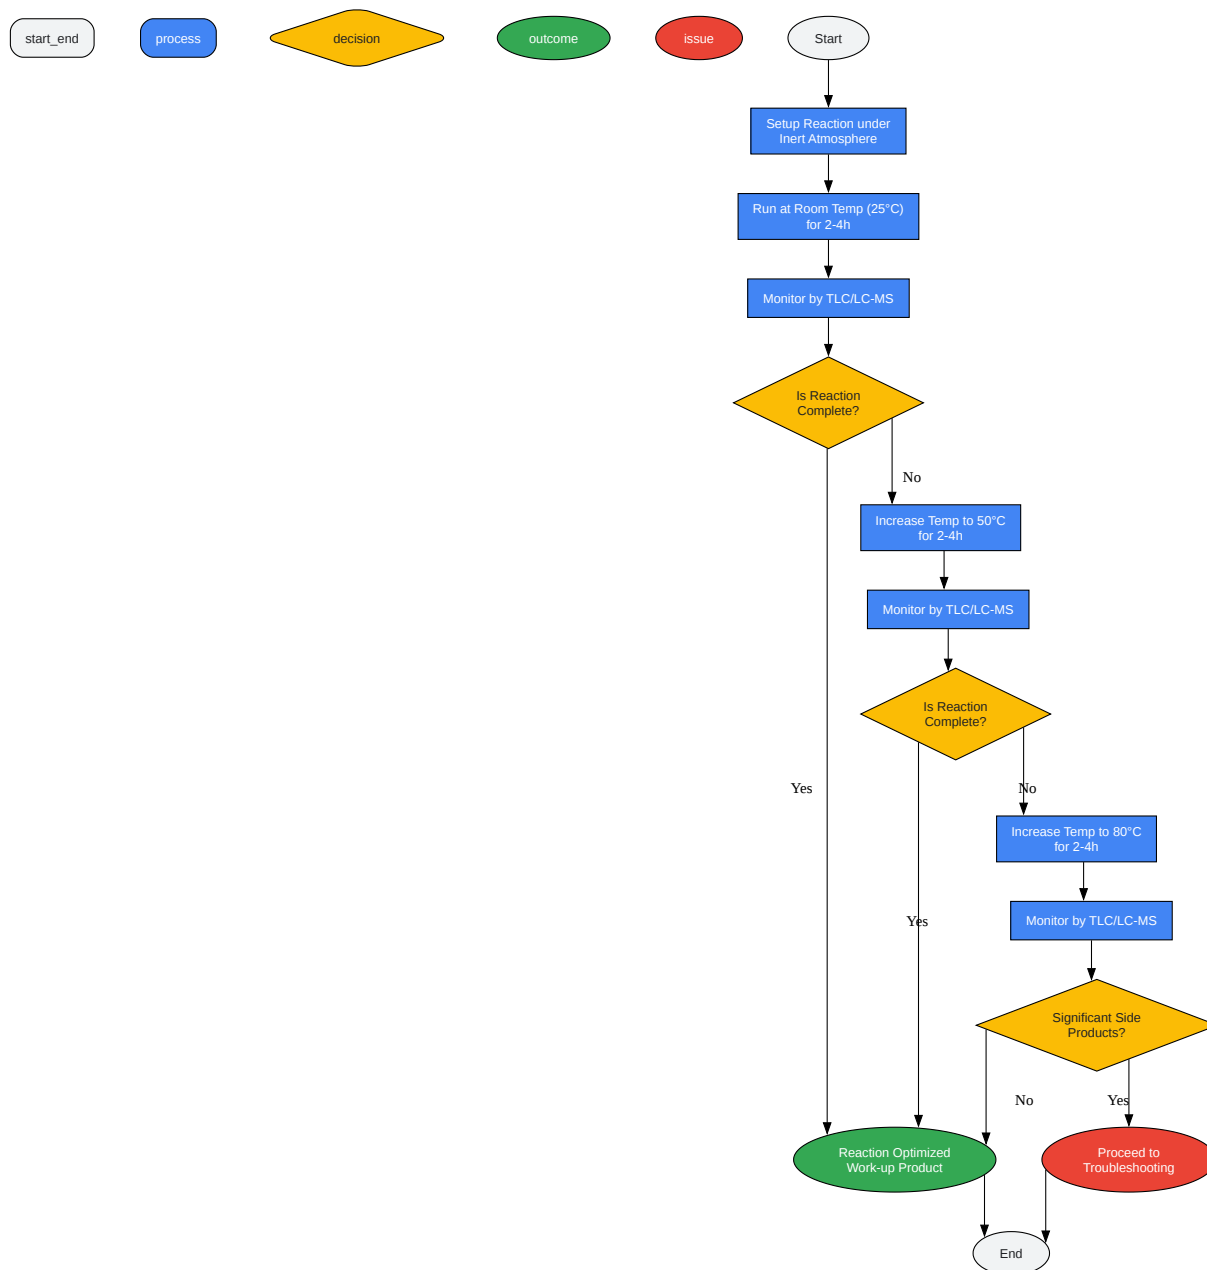 start_end
process
decision
outcome
issue
Start
Setup Reaction under
Inert Atmosphere
Run at Room Temp (25°C)
for 2-4h
Monitor by TLC/LC-MS
Is Reaction
Complete?
No
Increase Temp to 50°C
for 2-4h
Monitor by TLC/LC-MS
Is Reaction
Complete?
Yes
No
Increase Temp to 80°C
for 2-4h
Yes
Monitor by TLC/LC-MS
Significant Side
Products?
No
Yes
Reaction Optimized
Work-up Product
Proceed to
Troubleshooting
End